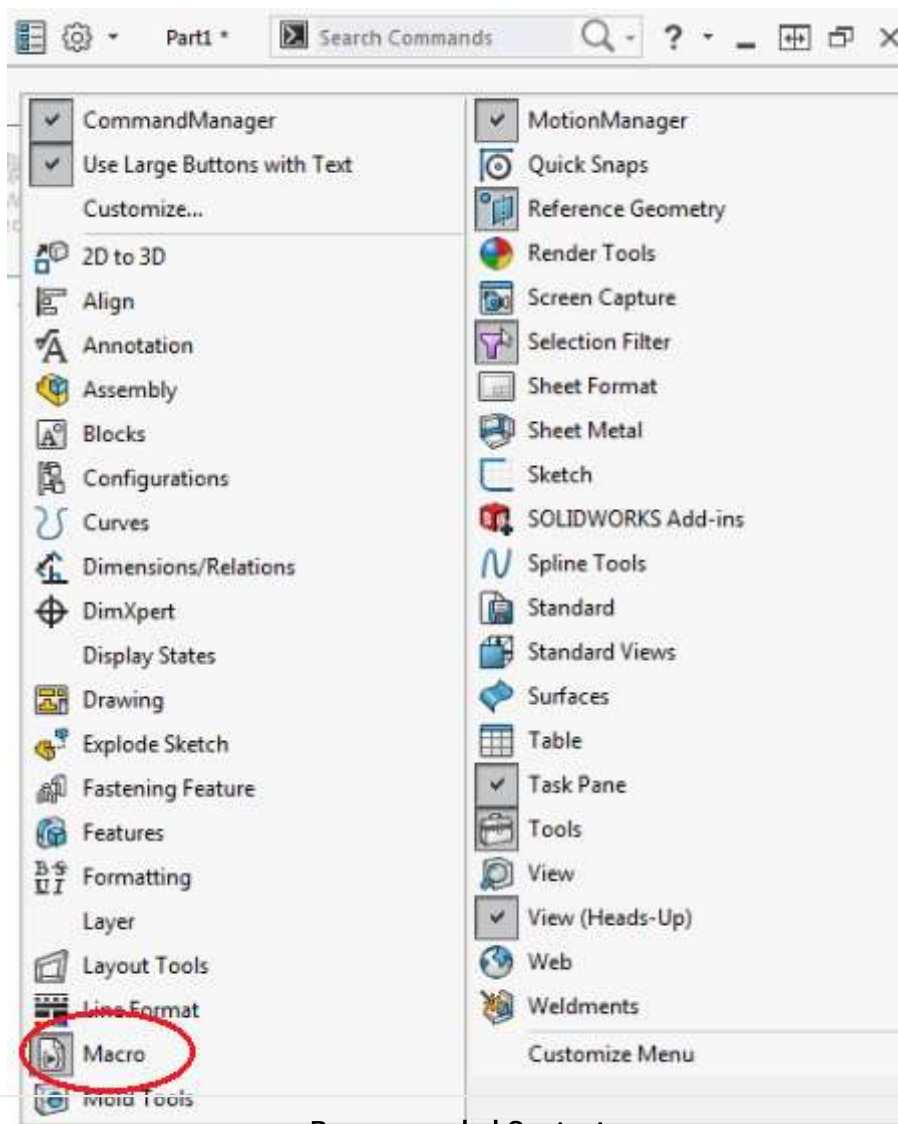 Part1 *
Search Commands
?
CommandManager
Use Large Buttons with Text
Customize...
2D to 3D
Align
Annotation
Assembly
Blocks
Configurations
Curves
Dimensions/Relations
DimXpert
Display States
Drawing
Explode Sketch
Fastening Feature
Features
Formatting
Layer
Layout Tools
Line Format
Macro
Mold Tools
MotionManager
Quick Snaps
Reference Geometry
Render Tools
Screen Capture
Selection Filter
Sheet Format
Sheet Metal
Sketch
SOLIDWORKS Add-ins
Spline Tools
Standard
Standard Views
Surfaces
Table
Task Pane
Tools
View
View (Heads-Up)
Web
Weldments
Customize Menu